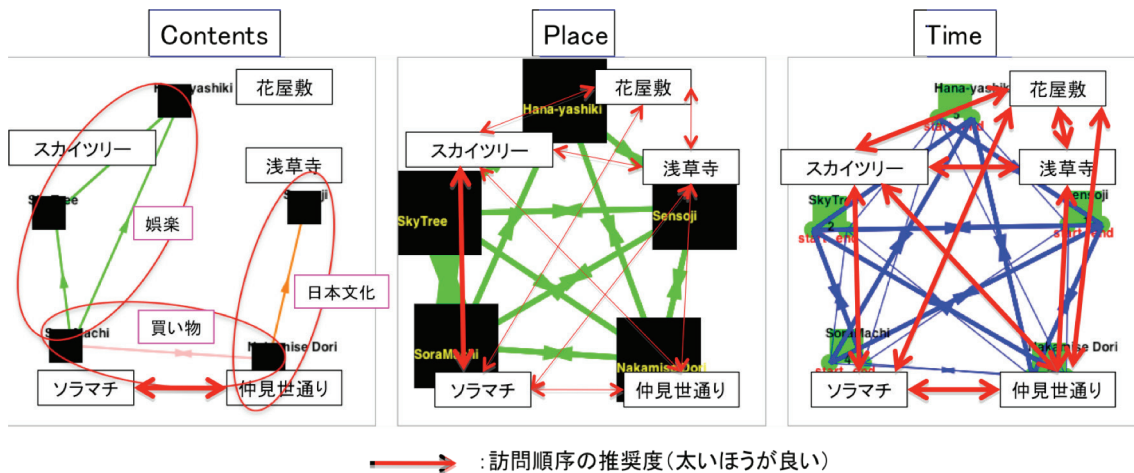 Contents
Place
Time
花屋敷
スカイツリー
浅草寺
娯楽
日本文化
買い物
ソラマチ
仲見世通り
花屋敷
Hana-yashiki
スカイツリー
浅草寺
SkyTree
Sensoji
SoraMachi
ソラマチ
仲見世通り
Hana-yashiki
花屋敷
5
スカイツリー
浅草寺
Sensoji
2
SoraMachi
4
Nakamise Dori
ソラマチ
仲見世通り
:訪問順序の推奨度(太いほうが良い)